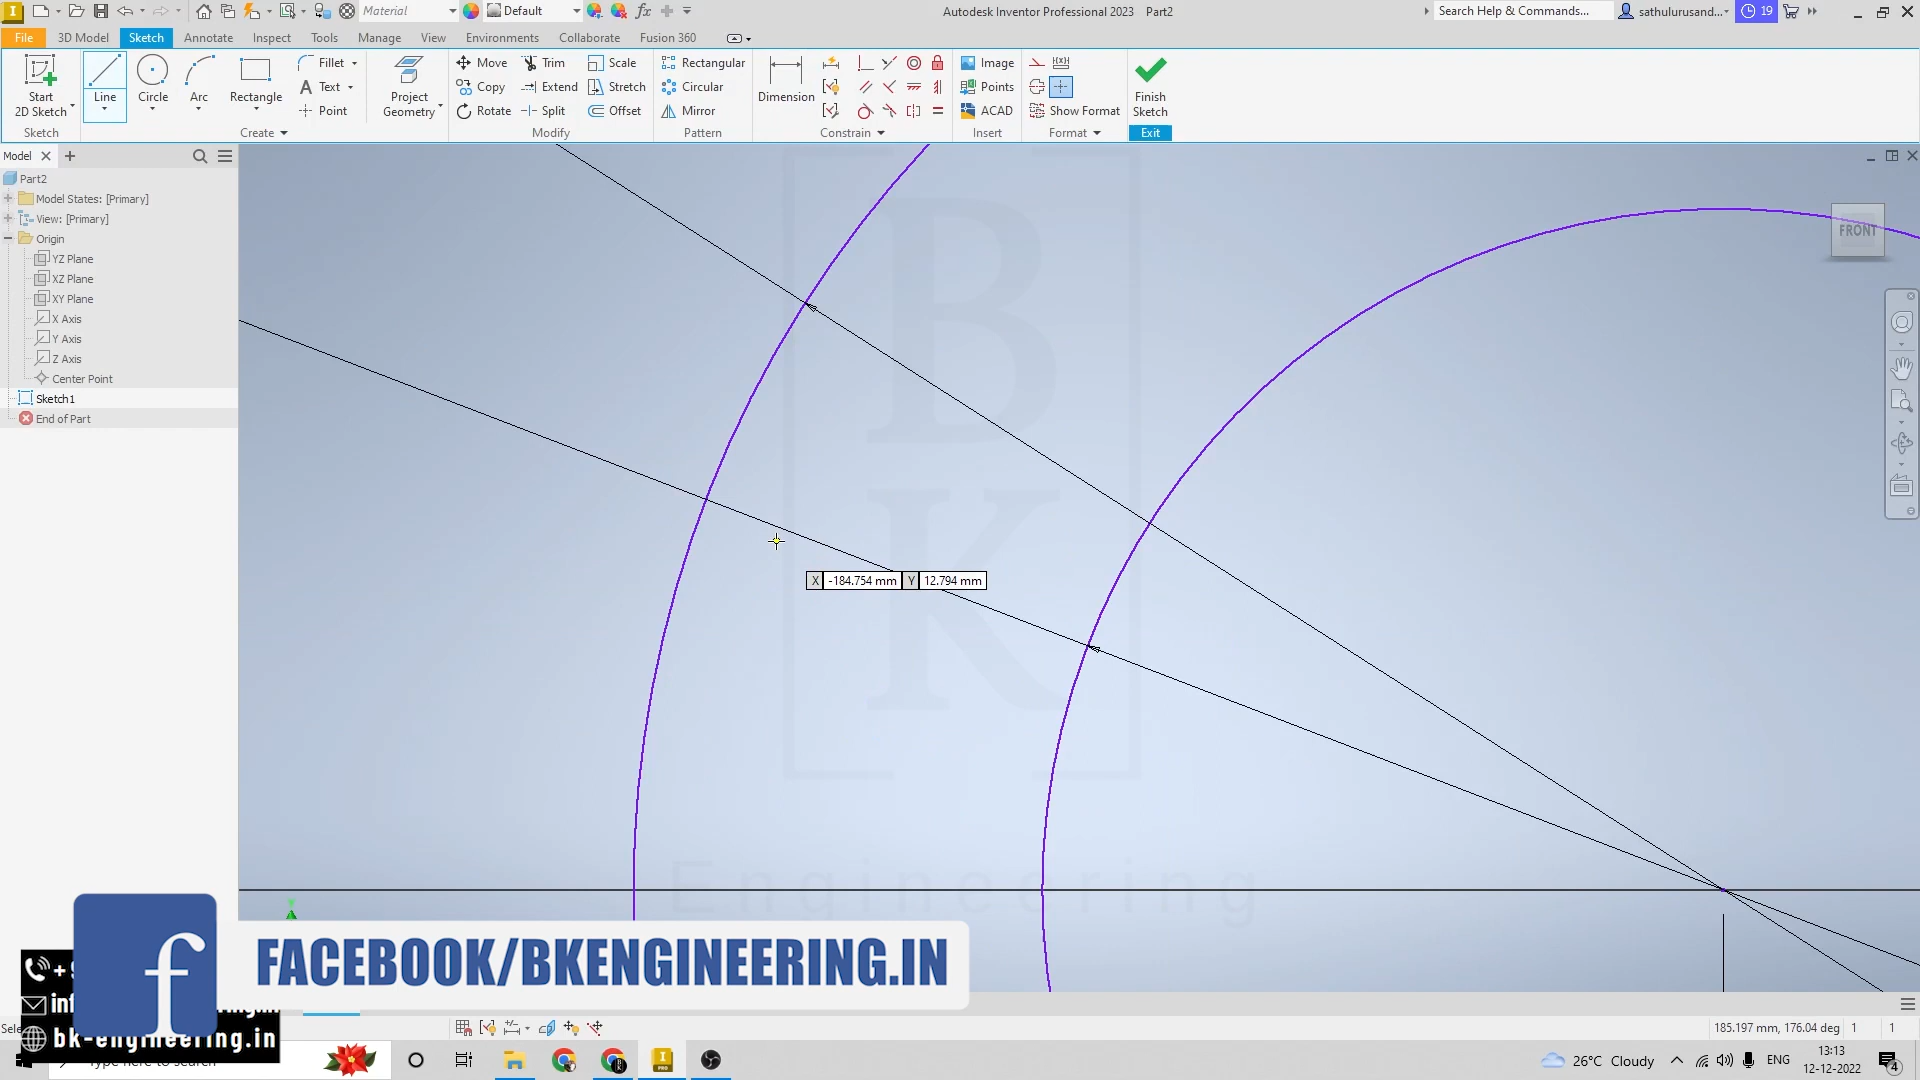 Material
Default
Autodesk Inventor Professional 2023 Part2
Search Help & Commands...
sathulurusand...
19
File
3D Model
Sketch
Annotate
Inspect
Tools
Manage
View
Environments
Collaborate
Fusion 360
Start
2D Sketch
Line
Circle
Arc
Rectangle
Fillet
Text
Point
Project
Geometry
Move
Copy
Rotate
Trim
Extend
Split
Scale
Stretch
Offset
Rectangular
Circular
Mirror
Dimension
Image
Points
ACAD
Show Format
Finish
Sketch
Sketch
Create
Modify
Pattern
Constrain
Insert
Format
Exit
Model
Part2
Model States: [Primary]
View: [Primary]
Origin
YZ Plane
XZ Plane
XY Plane
X Axis
Y Axis
Z Axis
Center Point
Sketch1
End of Part
FRONT
B
K
Engineering
X -184.754 mm Y 12.794 mm
f
FACEBOOK/BKENGINEERING.IN
bk-engineering.in
185.197 mm, 176.04 deg 1 1
26°C Cloudy
ENG
13:13
12-12-2022
4
PRO